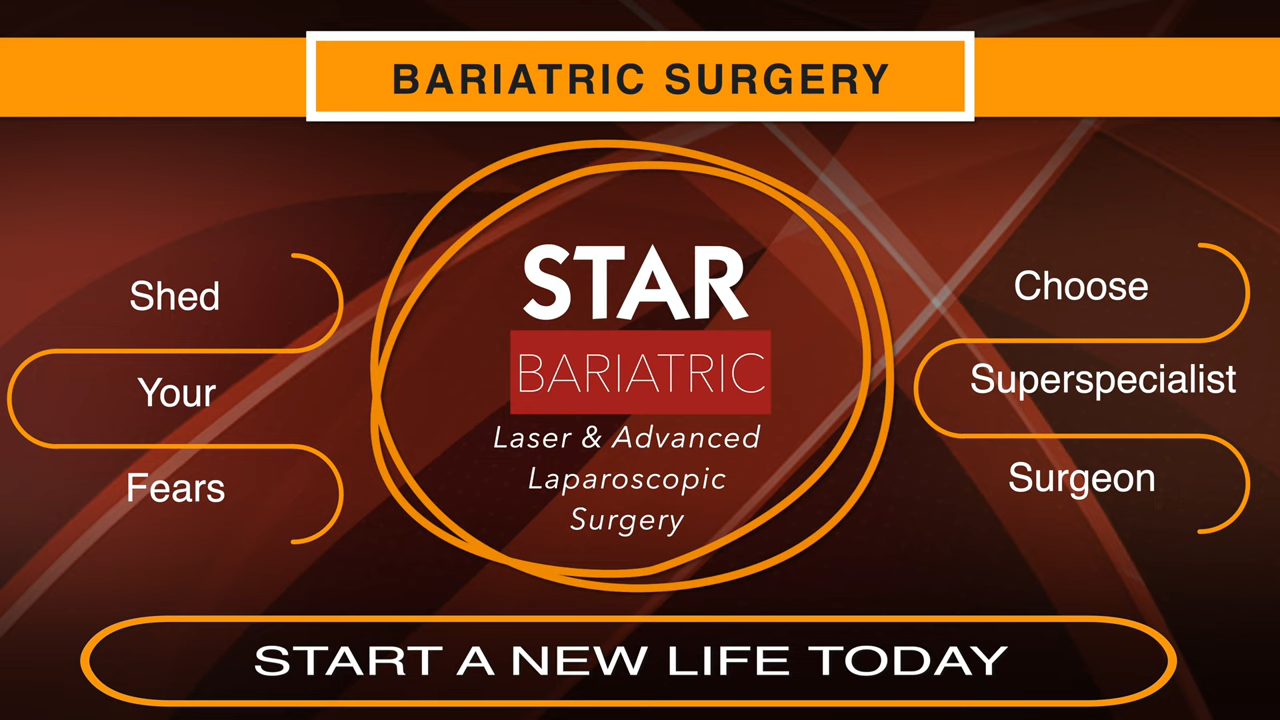 BARIATRIC SURGERY
Shed
Your
Fears
STAR
BARIATRIC
Laser & Advanced
Laparoscopic
Surgery
Choose
Superspecialist
Surgeon
START A NEW LIFE TODAY